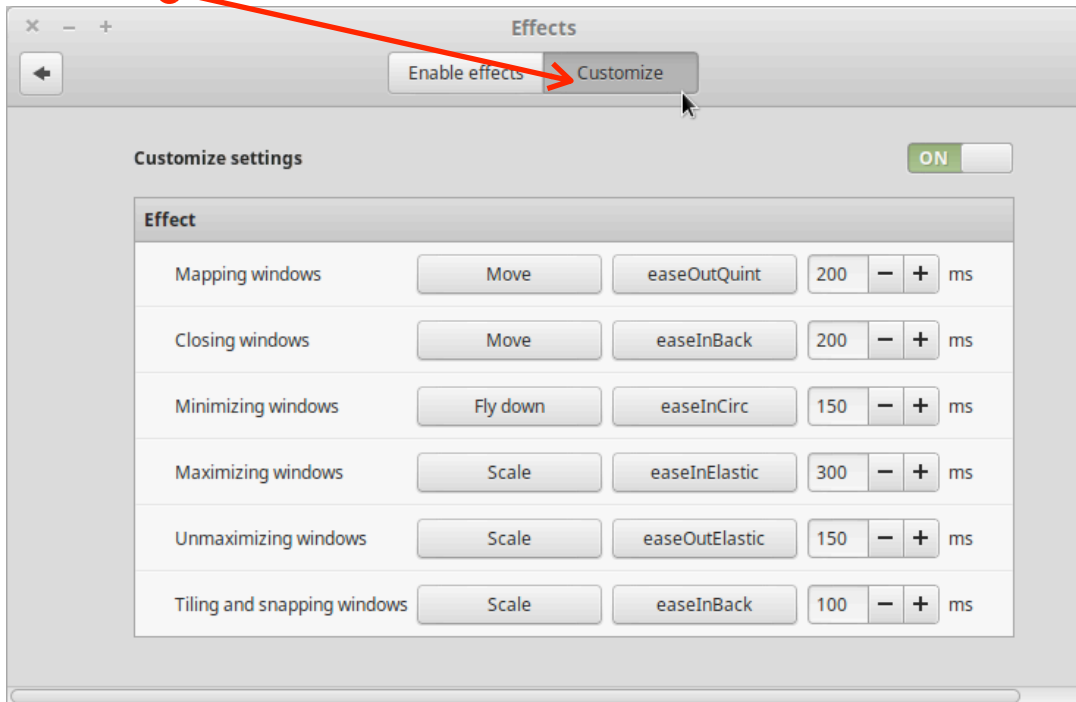 Effects
Enable effects Customize
Customize settings ON
Effect
Mapping windows Move easeOutQuint 200 − + ms
Closing windows Move easeInBack 200 − + ms
Minimizing windows Fly down easeInCirc 150 − + ms
Maximizing windows Scale easeInElastic 300 − + ms
Unmaximizing windows Scale easeOutElastic 150 − + ms
Tiling and snapping windows Scale easeInBack 100 − + ms